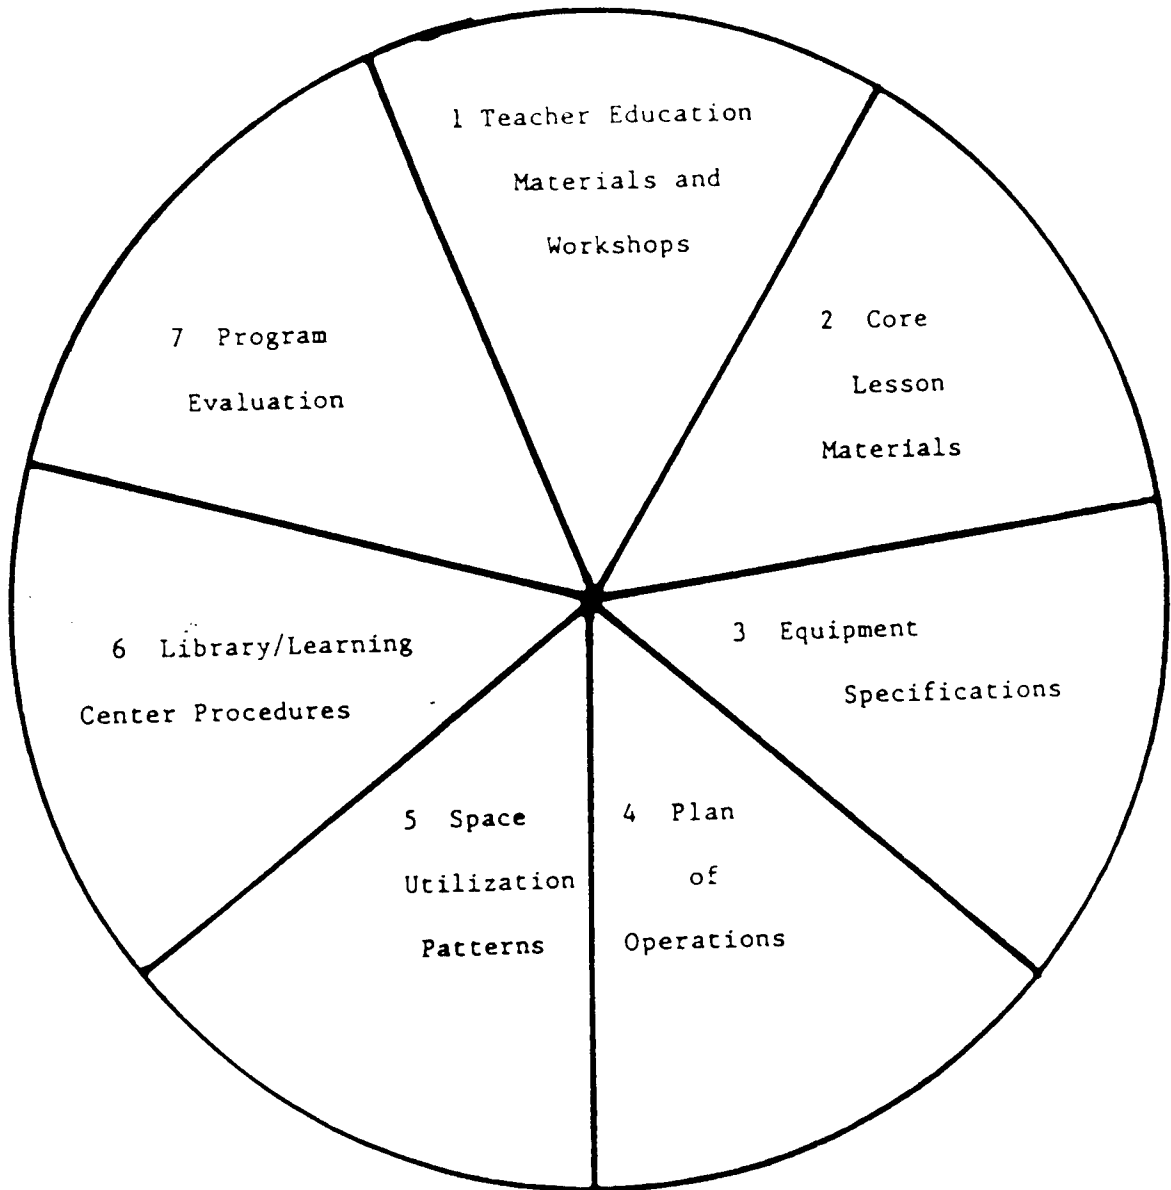 1 Teacher Education
Materials and
Workshops
2 Core
Lesson
Materials
3 Equipment
Specifications
4 Plan
of
Operations
5 Space
Utilization
Patterns
6 Library/Learning
Center Procedures
7 Program
Evaluation